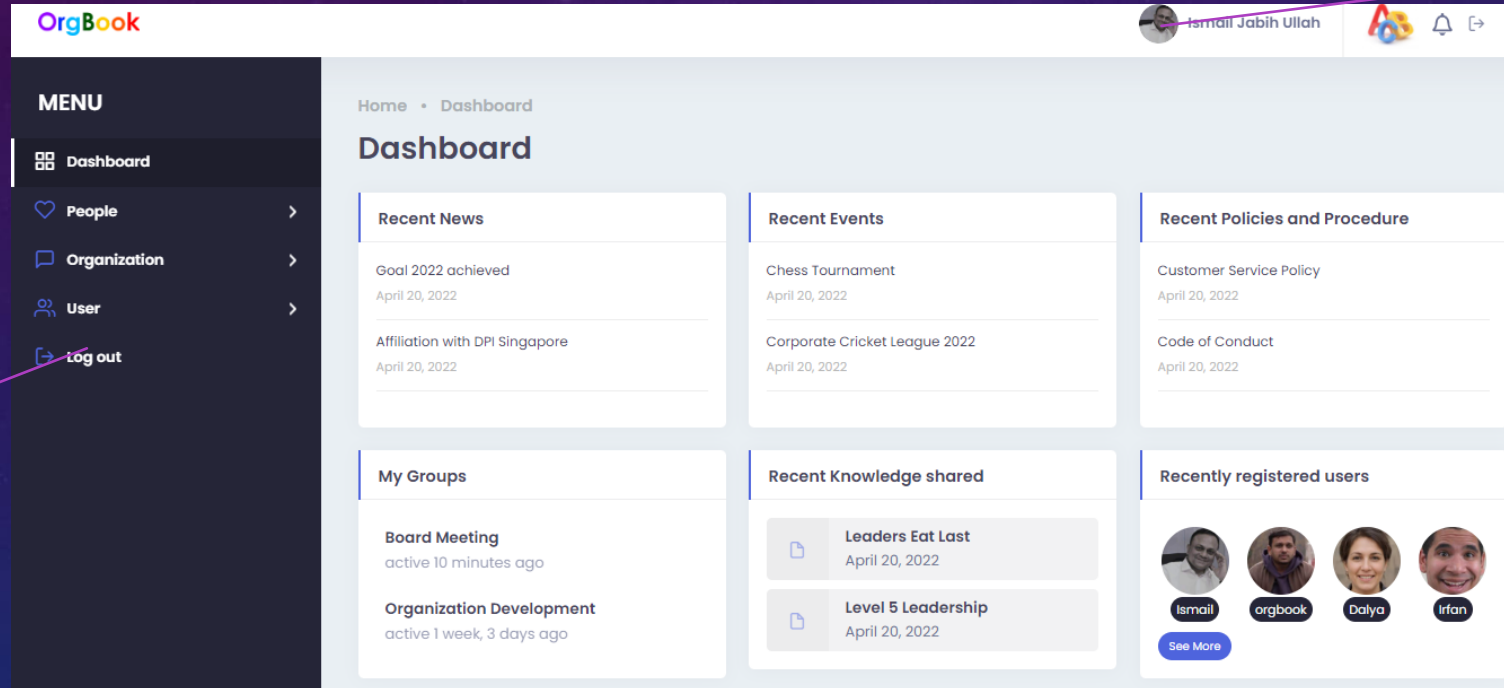 OrgBook
Ismail Jabih Ullah
MENU
Dashboard
People
Organization
User
Log out
Home • Dashboard
Dashboard
Recent News
Goal 2022 achieved
April 20, 2022
Affiliation with DPI Singapore
April 20, 2022
Recent Events
Chess Tournament
April 20, 2022
Corporate Cricket League 2022
April 20, 2022
Recent Policies and Procedure
Customer Service Policy
April 20, 2022
Code of Conduct
April 20, 2022
My Groups
Board Meeting
active 10 minutes ago
Organization Development
active 1 week, 3 days ago
Recent Knowledge shared
Leaders Eat Last
April 20, 2022
Level 5 Leadership
April 20, 2022
Recently registered users
Ismail orgbook Dalya Irfan
See More